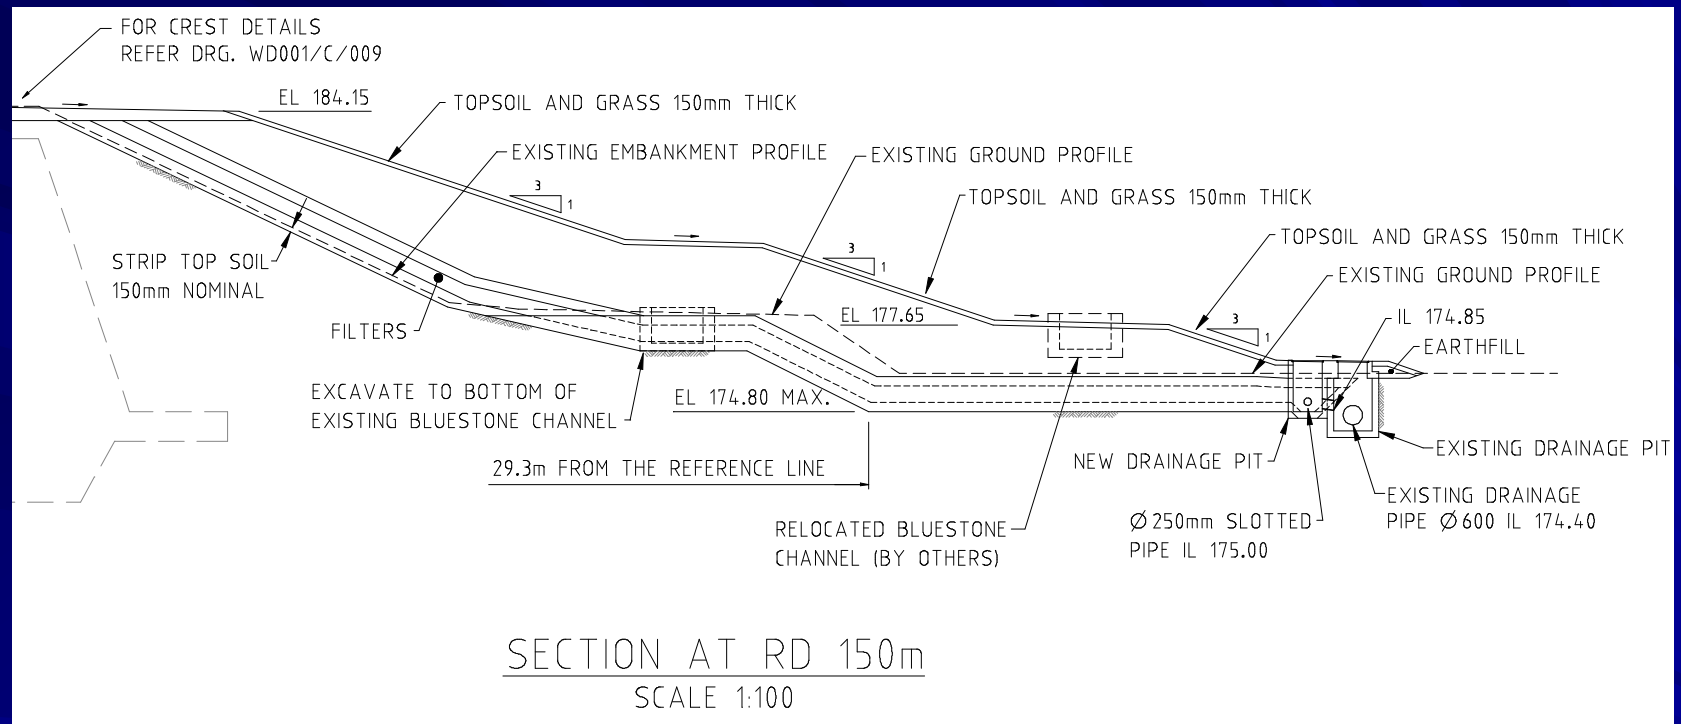 FOR CREST DETAILS
REFER DRG. WD001/C/009
EL 184.15
TOPSOIL AND GRASS 150mm THICK
EXISTING EMBANKMENT PROFILE
EXISTING GROUND PROFILE
3
1
TOPSOIL AND GRASS 150mm THICK
3
1
TOPSOIL AND GRASS 150mm THICK
EXISTING GROUND PROFILE
STRIP TOP SOIL
150mm NOMINAL
FILTERS
EL 177.65
3
1
IL 174.85
EARTHFILL
EXCAVATE TO BOTTOM OF
EXISTING BLUESTONE CHANNEL
EL 174.80 MAX.
29.3m FROM THE REFERENCE LINE
NEW DRAINAGE PIT
EXISTING DRAINAGE PIT
RELOCATED BLUESTONE
CHANNEL (BY OTHERS)
Ø250mm SLOTTED
PIPE IL 175.00
EXISTING DRAINAGE
PIPE Ø600 IL 174.40
SECTION AT RD 150m
SCALE 1:100